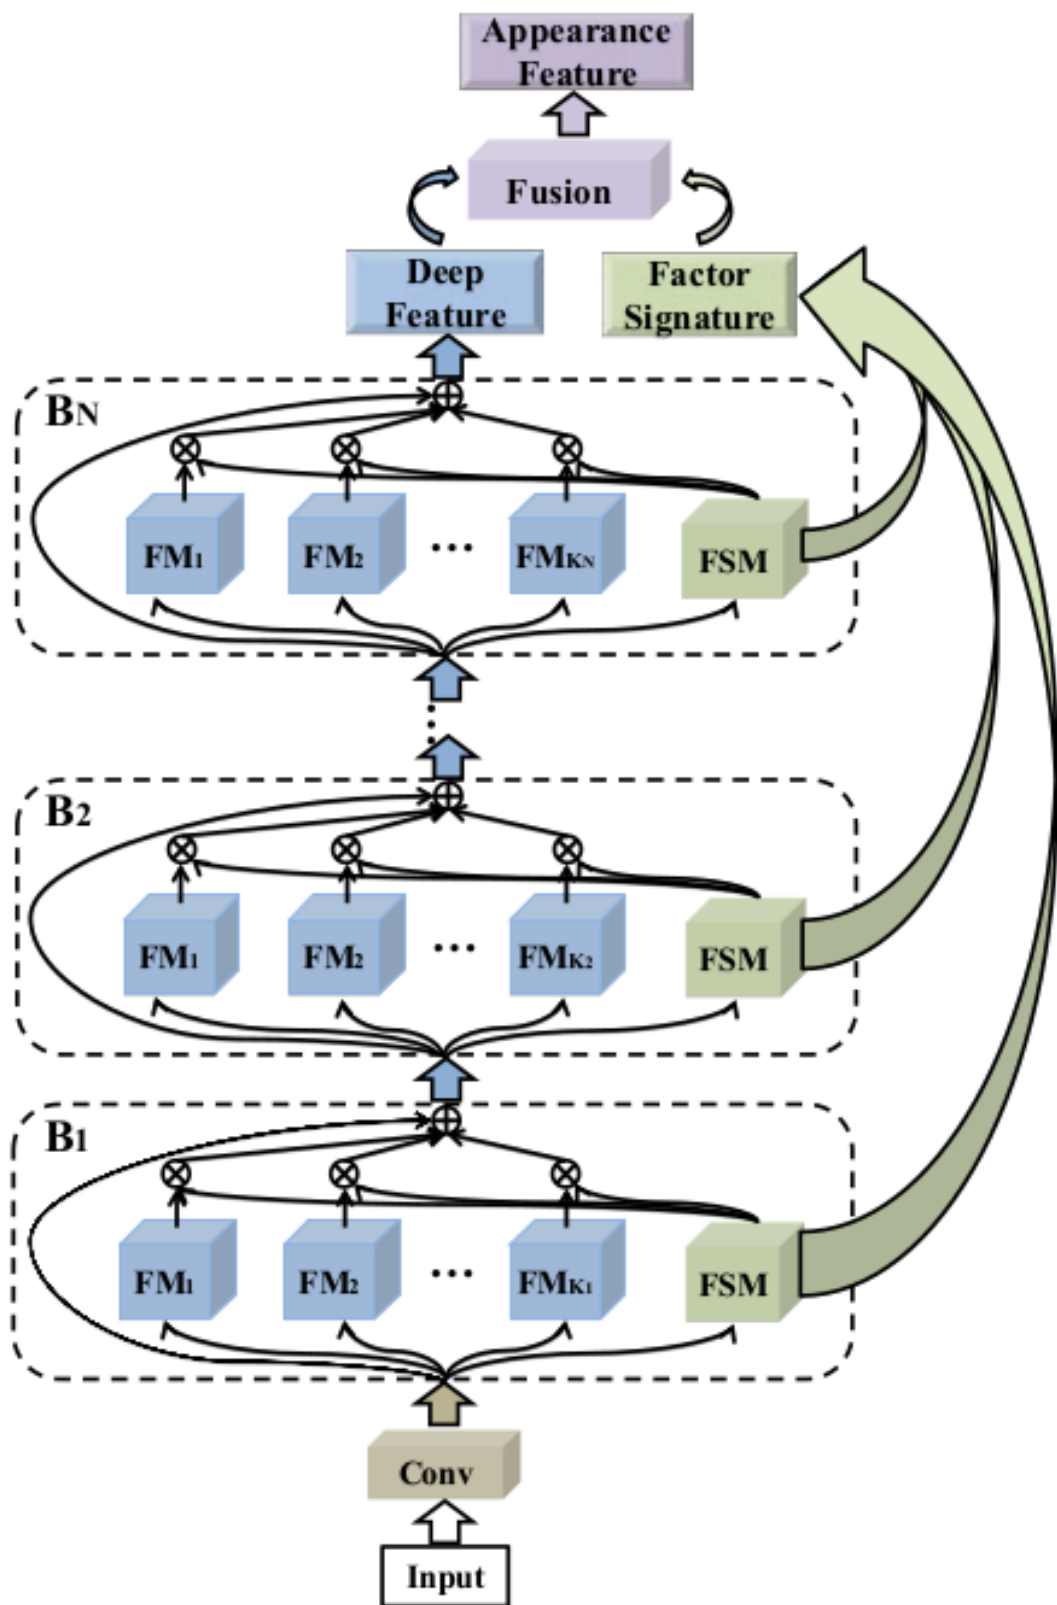 Appearance
Feature
Fusion
Deep
Feature
Factor
Signature
BN
FM1 FM2 ... FMKN FSM
B2
FM1 FM2 ... FMK2 FSM
B1
FM1 FM2 ... FMK1 FSM
Conv
Input